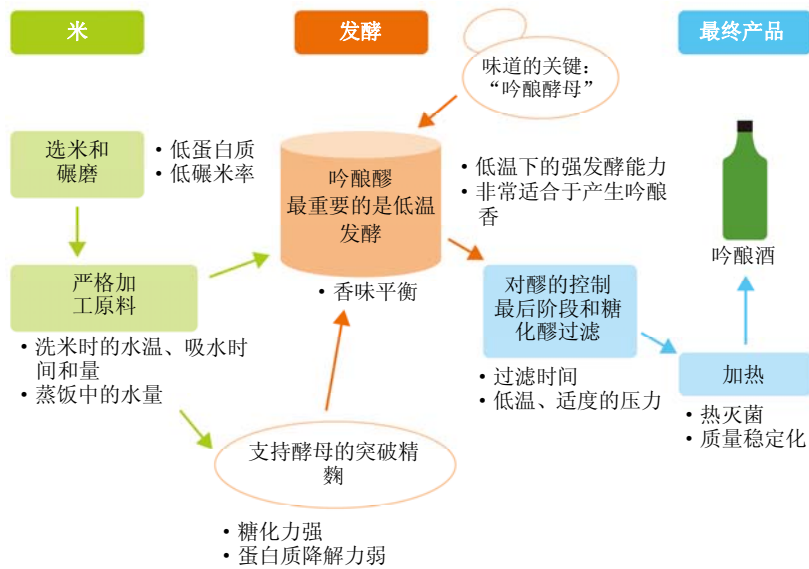 米
发酵
最终产品
味道的关键：
“吟酿酵母”
选米和
碾磨
• 低蛋白质
• 低碾米率
吟酿醪
最重要的是低温
发酵
• 低温下的强发酵能力
• 非常适合于产生吟酿
香
吟酿酒
严格加
工原料
• 香味平衡
对醪的控制
最后阶段和糖
化醪过滤
• 洗米时的水温、吸水时
间和量
• 蒸饭中的水量
• 过滤时间
• 低温、适度的压力
加热
• 热灭菌
• 质量稳定化
支持酵母的突破精
麴
• 糖化力强
• 蛋白质降解力弱